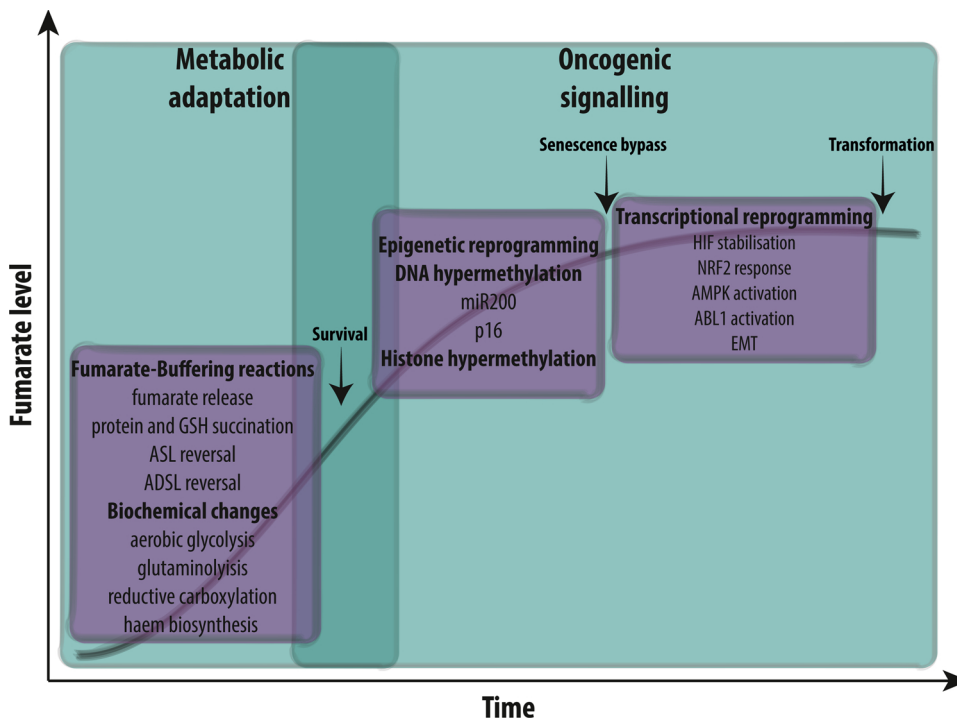 Metabolic
adaptation
Oncogenic
signalling
Senescence bypass
Transformation
Transcriptional reprogramming
HIF stabilisation
NRF2 response
AMPK activation
ABL1 activation
EMT
Epigenetic reprogramming
DNA hypermethylation
miR200
p16
Histone hypermethylation
Survival
Fumarate-Buffering reactions
fumarate release
protein and GSH succination
ASL reversal
ADSL reversal
Biochemical changes
aerobic glycolysis
glutaminolyisis
reductive carboxylation
haem biosynthesis
Fumarate level
Time